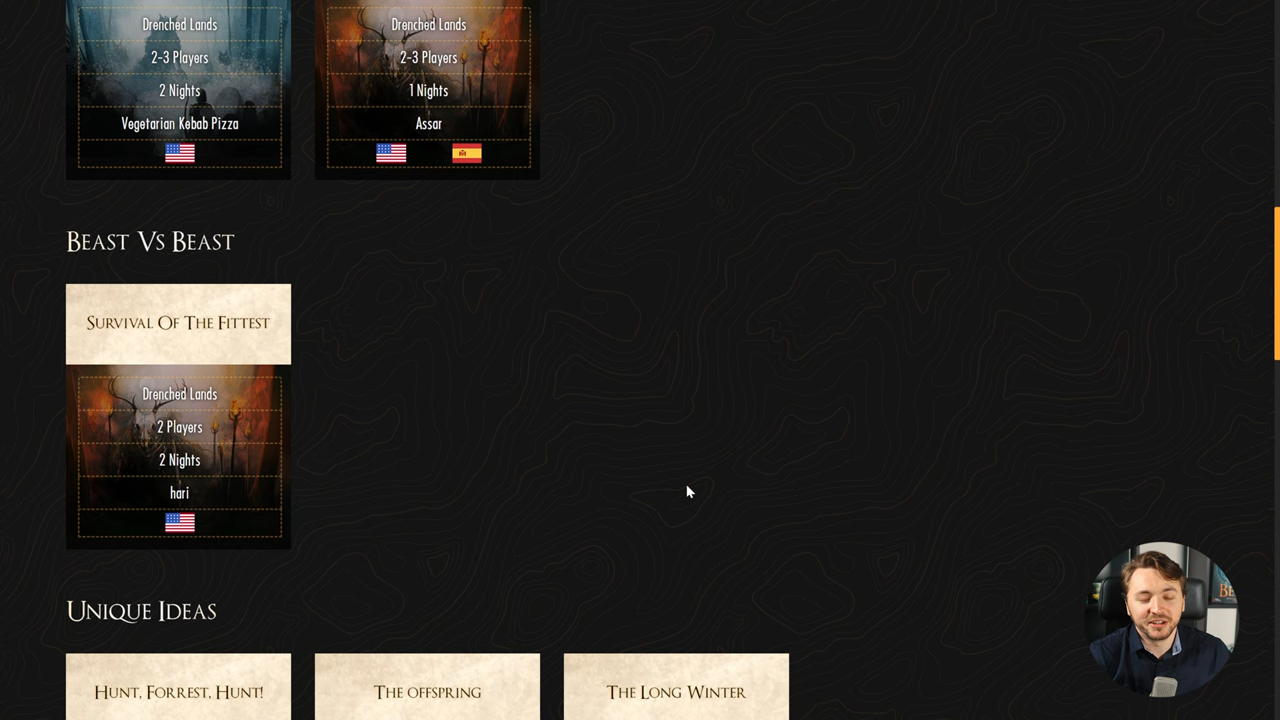 Drenched Lands
2-3 Players
2 Nights
Vegetarian Kebab Pizza
Drenched Lands
2-3 Players
1 Nights
Assar
Beast Vs Beast
Survival Of The Fittest
Drenched Lands
2 Players
2 Nights
hari
Unique Ideas
Hunt, Forrest, Hunt!
The offspring
The Long Winter
BE